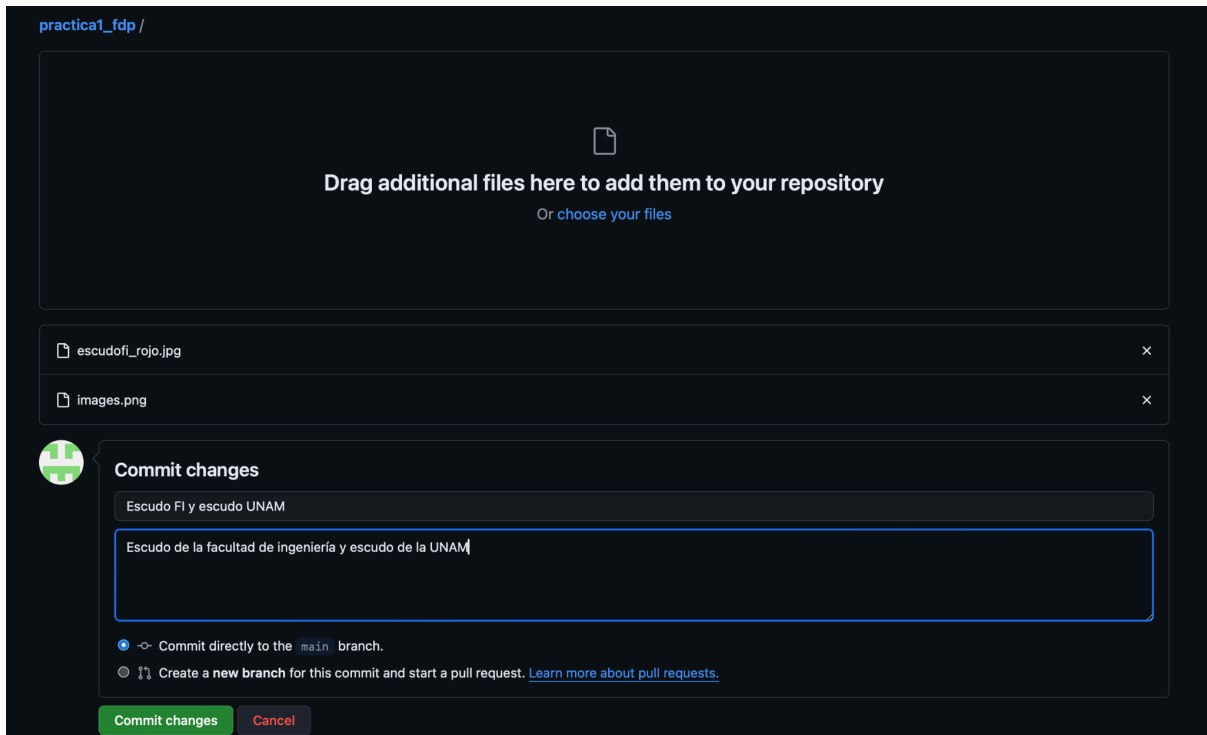 practica1_fdp /
Drag additional files here to add them to your repository
Or choose your files
escudofi_rojo.jpg
images.png
Commit changes
Escudo FI y escudo UNAM
Escudo de la facultad de ingeniería y escudo de la UNAM
Commit directly to the main branch.
Create a new branch for this commit and start a pull request. Learn more about pull requests.
Commit changes Cancel